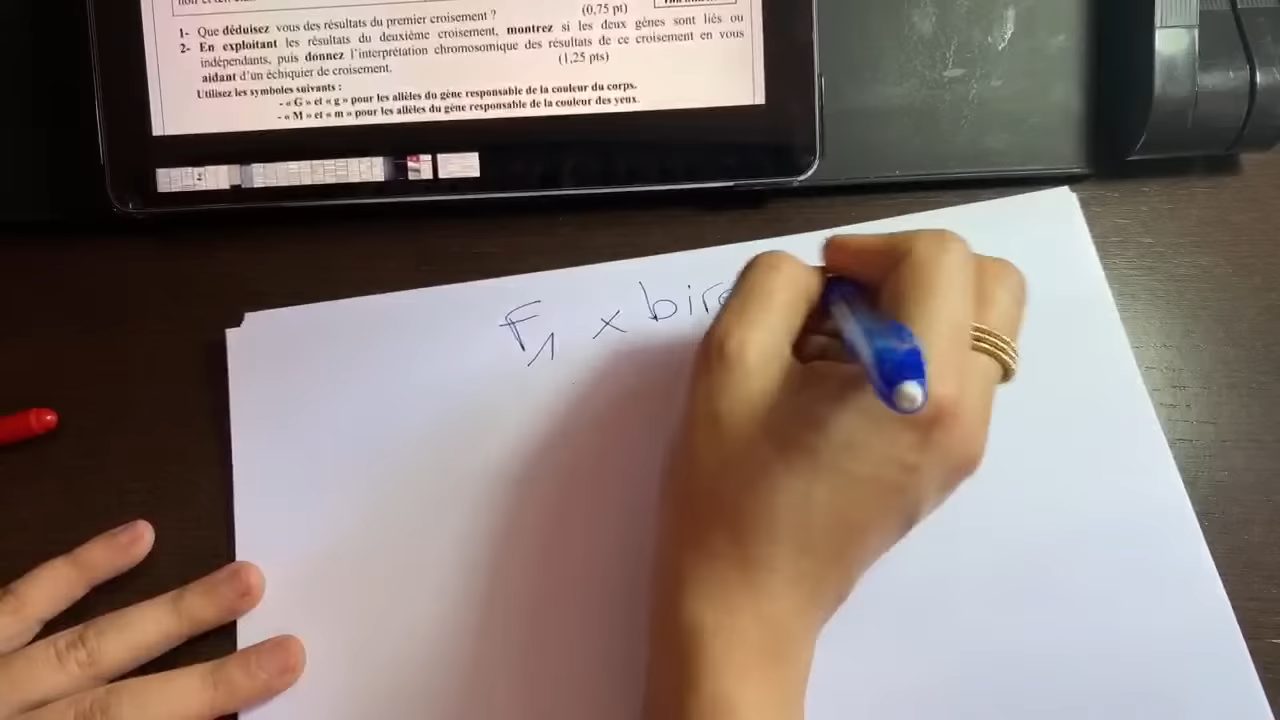 (0,75 pt)
1- Que déduisez vous des résultats du premier croisement ?
2- En exploitant les résultats du deuxième croisement, montrez si les deux gènes sont liés ou
indépendants, puis donnez l'interprétation chromosomique des résultats de ce croisement en vous
aidant d'un échiquier de croisement.
(1,25 pts)
Utilisez les symboles suivants :
- « G » et « g » pour les allèles du gène responsable de la couleur du corps.
- « M » et « m » pour les allèles du gène responsable de la couleur des yeux.
F1 × bir